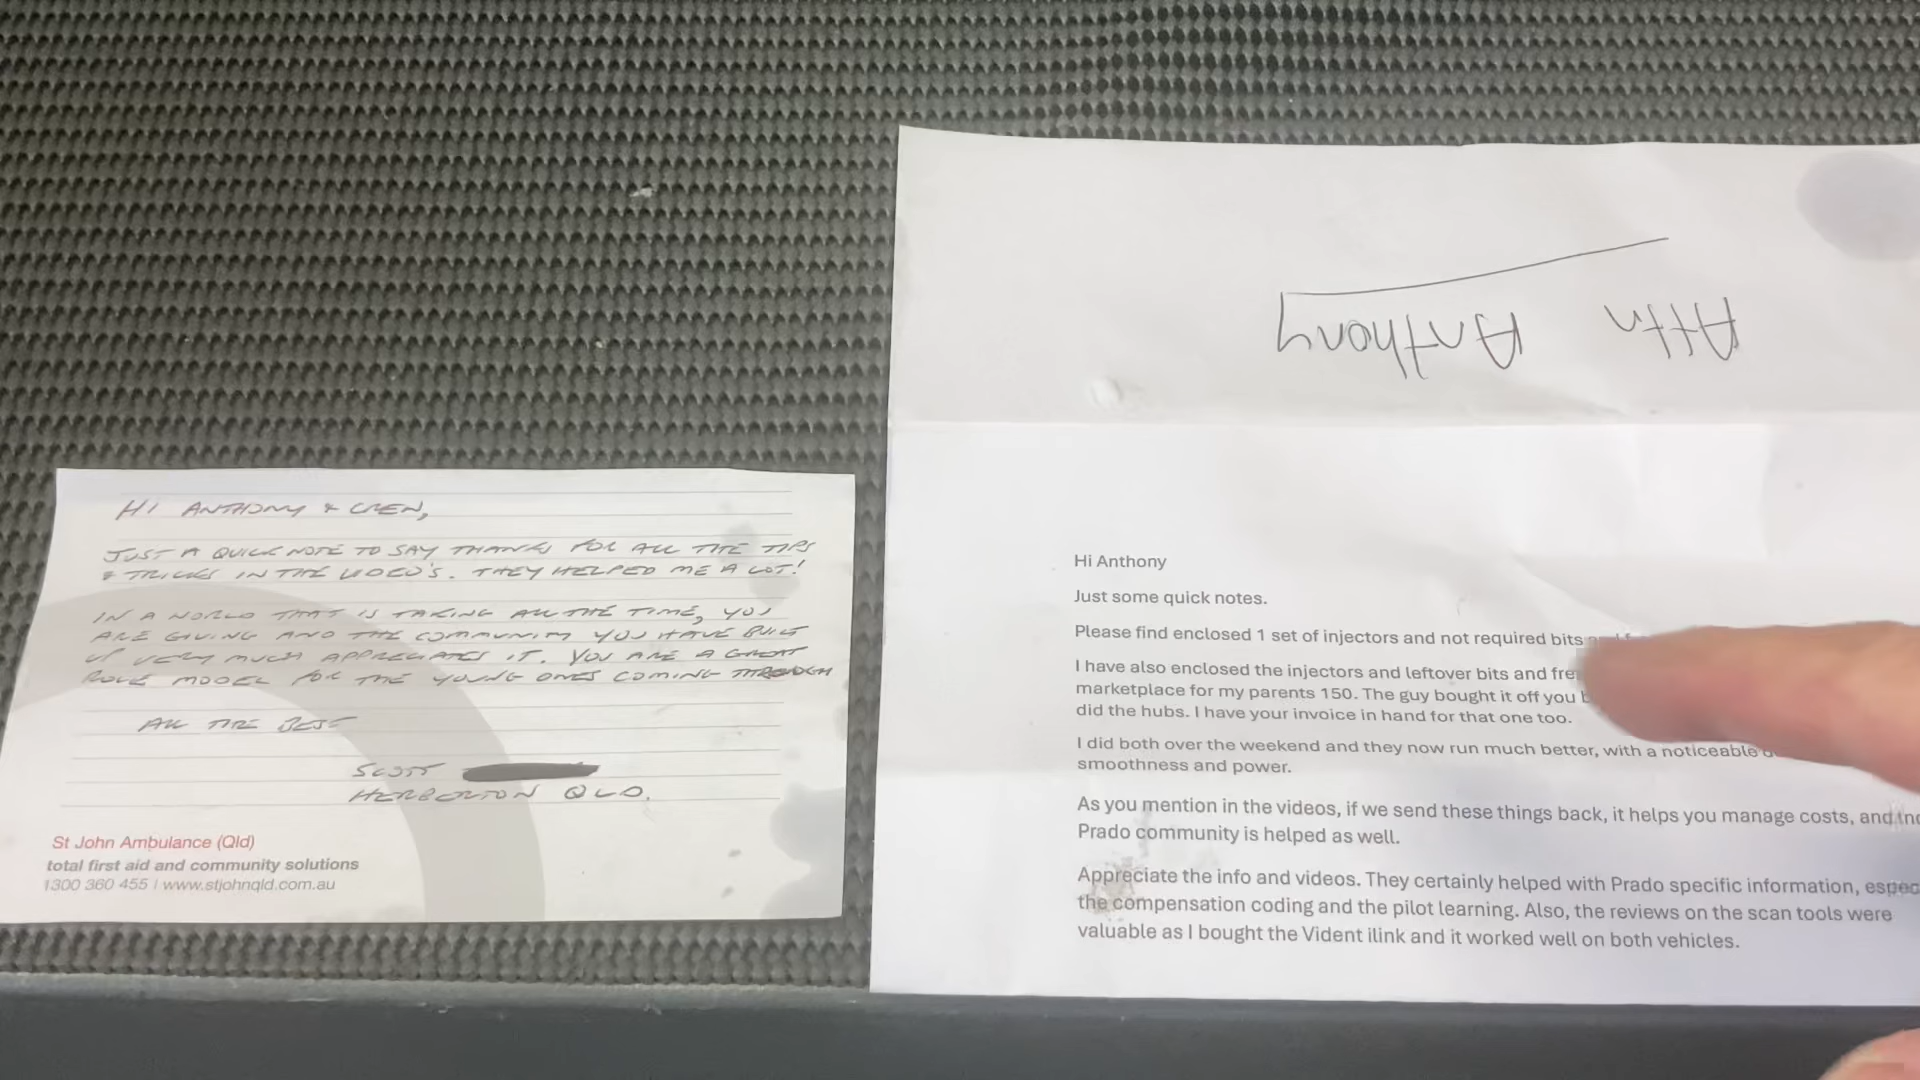 HI ANTHONY & CREN,
JUST A QUICK NOTE TO SAY THANKS FOR ALL THE TIPS
& TRICKS IN THE VIDEO'S. THEY HELPED ME A LOT!
IN A WORLD THAT IS TAKING ALL THE TIME, YOU
ARE GIVING AND THE COMMUNITY YOU HAVE BUILT
UP VERY MUCH APPRECIATES IT. YOU ARE A GREAT
ROLE MODEL FOR THE YOUNG ONES COMING THROUGH
ALL THE BEST
SCOTT
HERBERTON QLD.
St John Ambulance (Qld)
total first aid and community solutions
1300 360 455 | www.stjohnqld.com.au
Attn Anthony
Hi Anthony
Just some quick notes.
Please find enclosed 1 set of injectors and not required bits
I have also enclosed the injectors and leftover bits and
marketplace for my parents 150. The guy bought it off you
did the hubs. I have your invoice in hand for that one too.
I did both over the weekend and they now run much better, with a noticeable
smoothness and power.
As you mention in the videos, if we send these things back, it helps you manage costs, and
Prado community is helped as well.
Appreciate the info and videos. They certainly helped with Prado specific information,
the compensation coding and the pilot learning. Also, the reviews on the scan tools were
valuable as I bought the Vident ilink and it worked well on both vehicles.